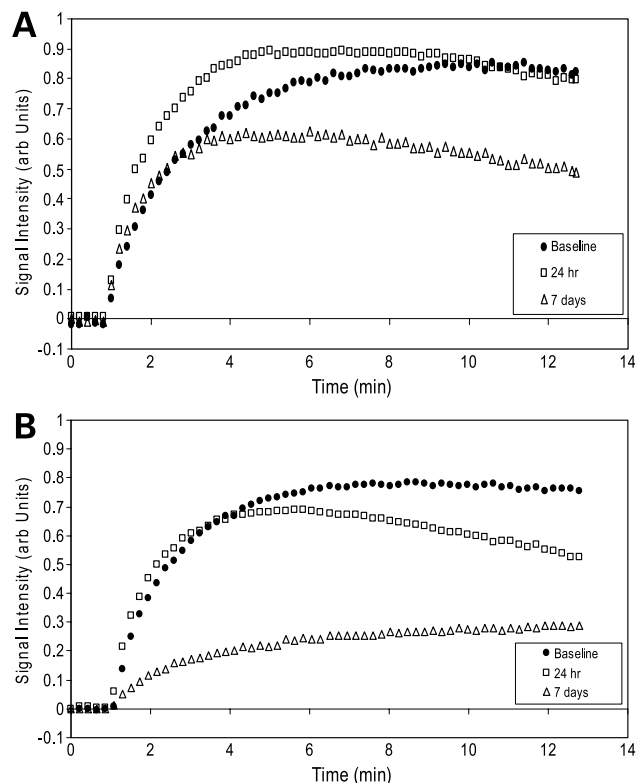 A
Signal Intensity (arb Units)
1
0.9
0.8
0.7
0.6
0.5
0.4
0.3
0.2
0.1
0
-0.1
Baseline
24 hr
7 days
0 2 4 6 8 10 12 14
Time (min)
B
Signal Intensity (arb Units)
1
0.9
0.8
0.7
0.6
0.5
0.4
0.3
0.2
0.1
0
-0.1
Baseline
24 hr
7 days
0 2 4 6 8 10 12 14
Time (min)